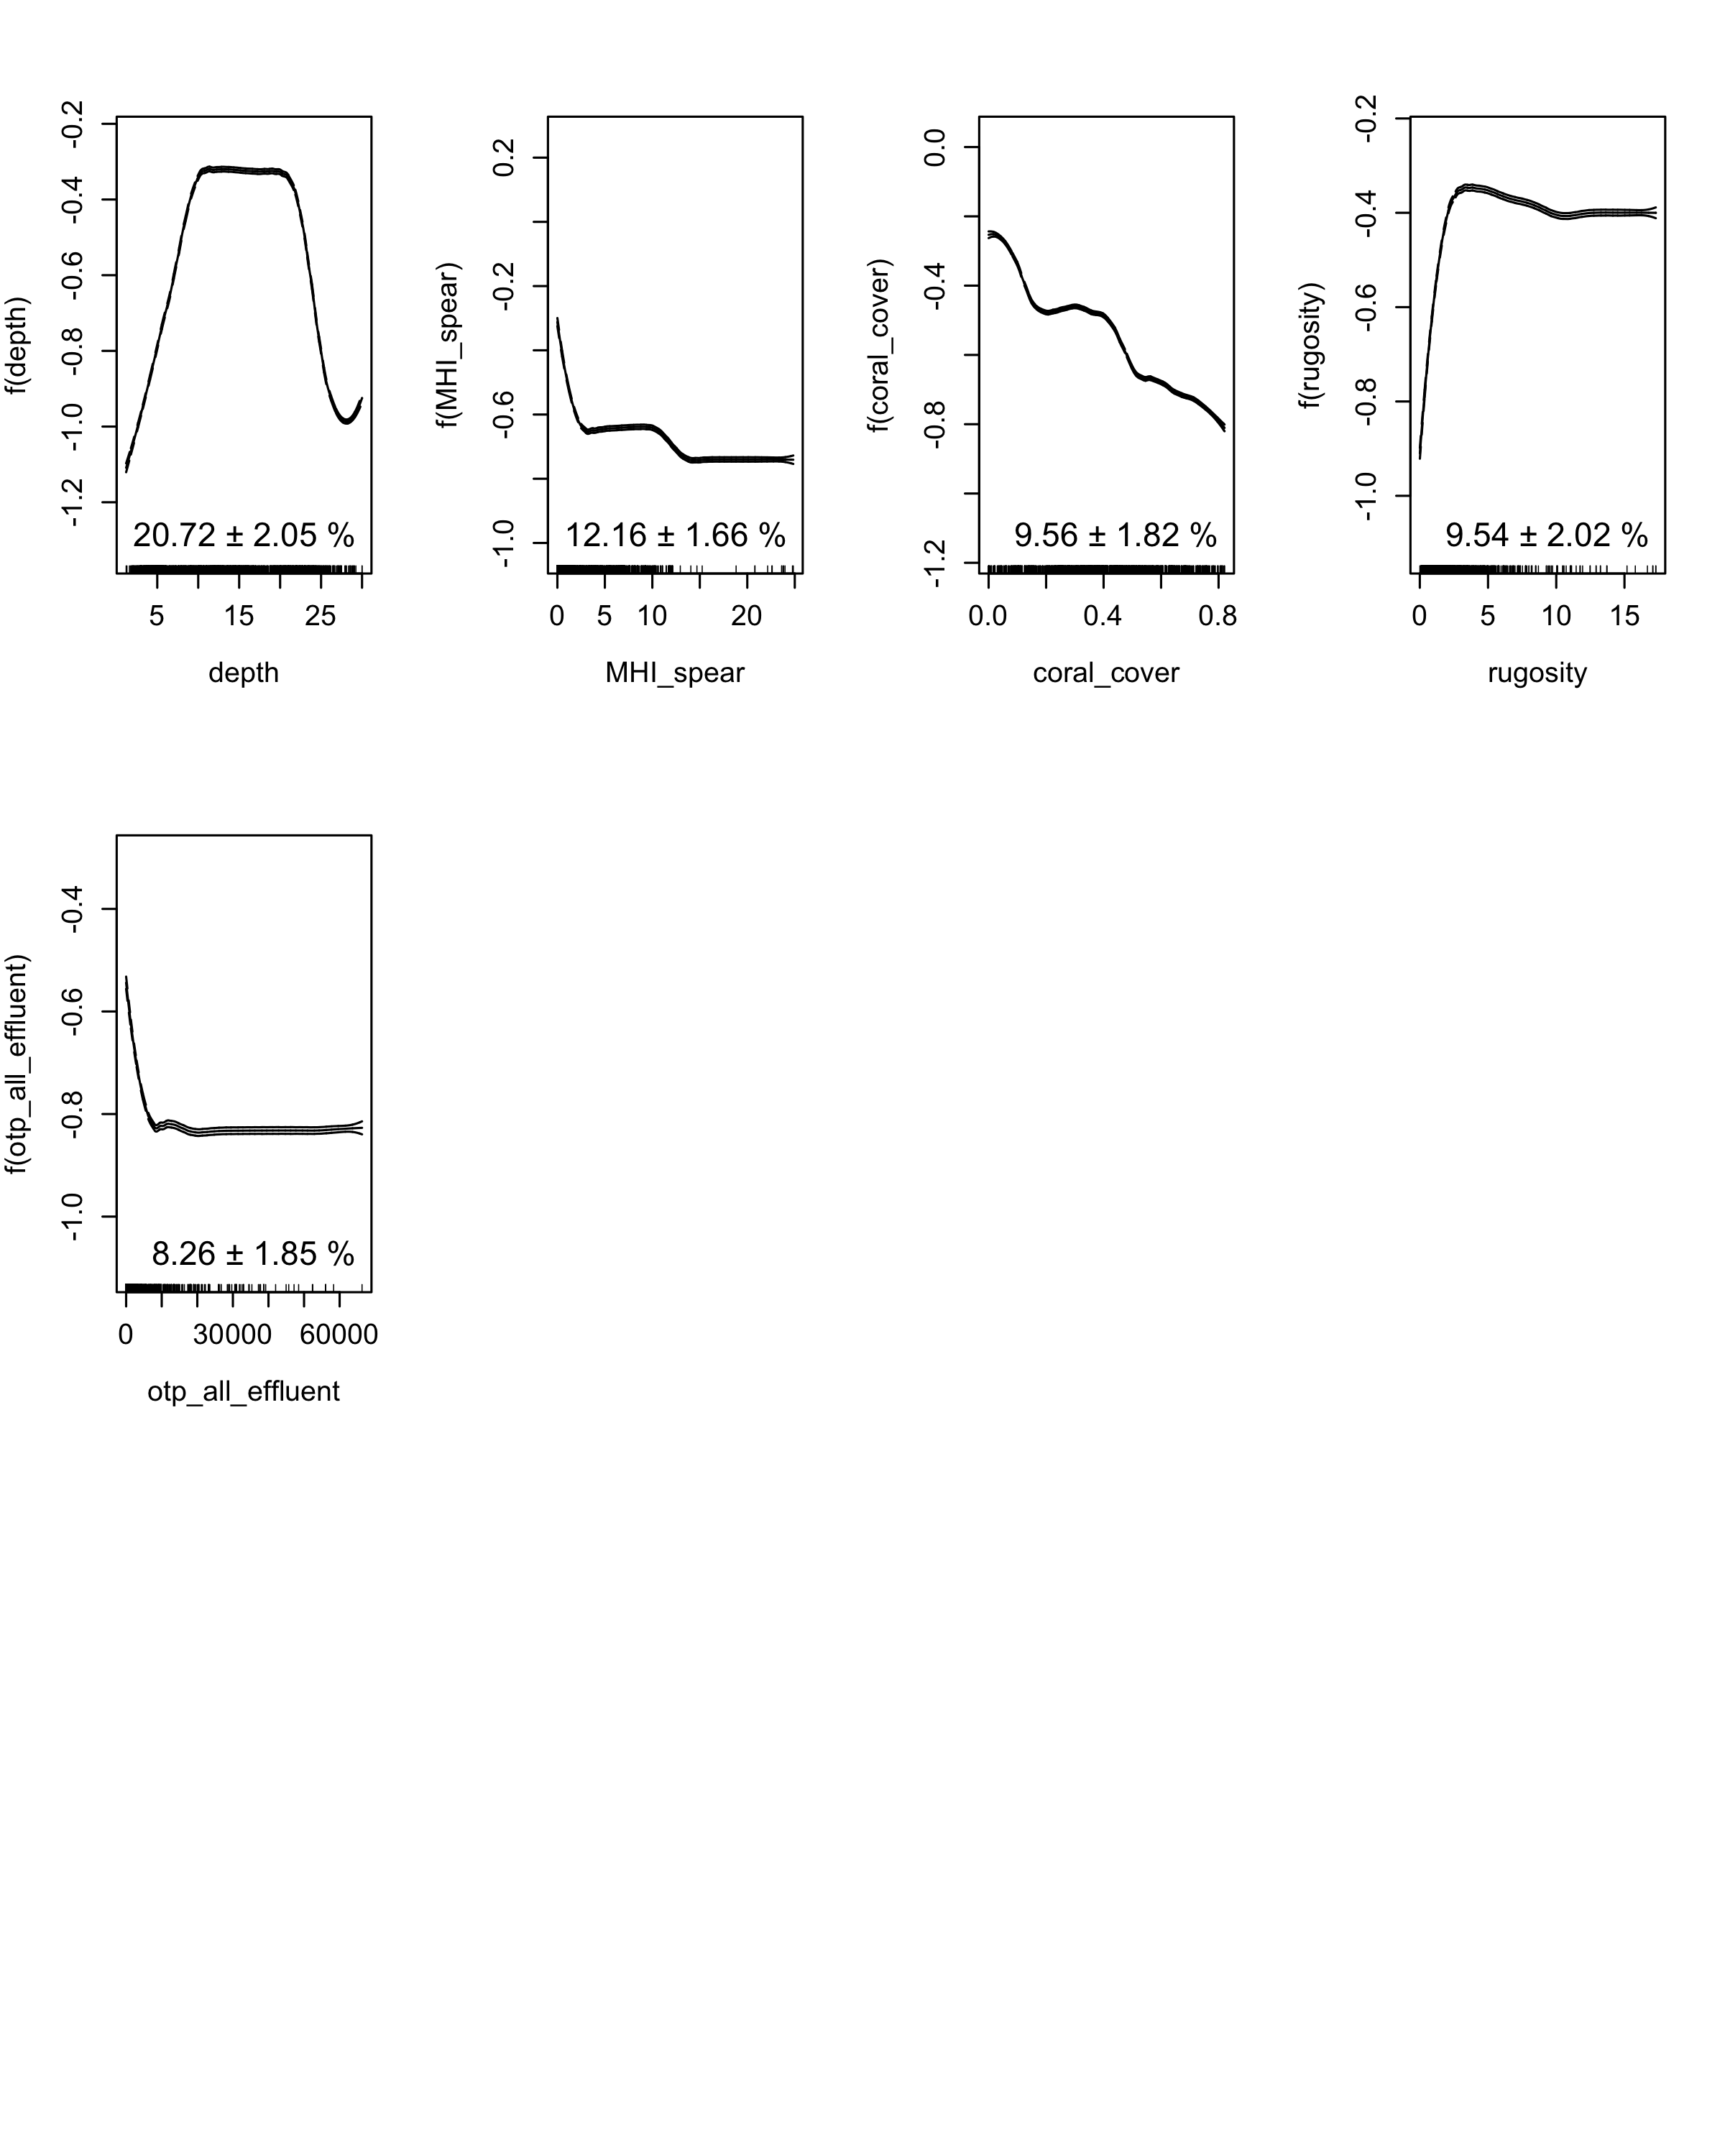 -0.2
-0.4
-0.6
-0.8
-1.0
-1.2
f(depth)
20.72 ± 2.05 %
5 15 25
depth
0.2
-0.2
-0.6
-1.0
f(MHI_spear)
12.16 ± 1.66 %
0 5 10 20
MHI_spear
0.0
-0.4
-0.8
-1.2
f(coral_cover)
9.56 ± 1.82 %
0.0 0.4 0.8
coral_cover
-0.2
-0.4
-0.6
-0.8
-1.0
f(rugosity)
9.54 ± 2.02 %
0 5 10 15
rugosity
-0.4
-0.6
-0.8
-1.0
f(otp_all_effluent)
8.26 ± 1.85 %
0 30000 60000
otp_all_effluent